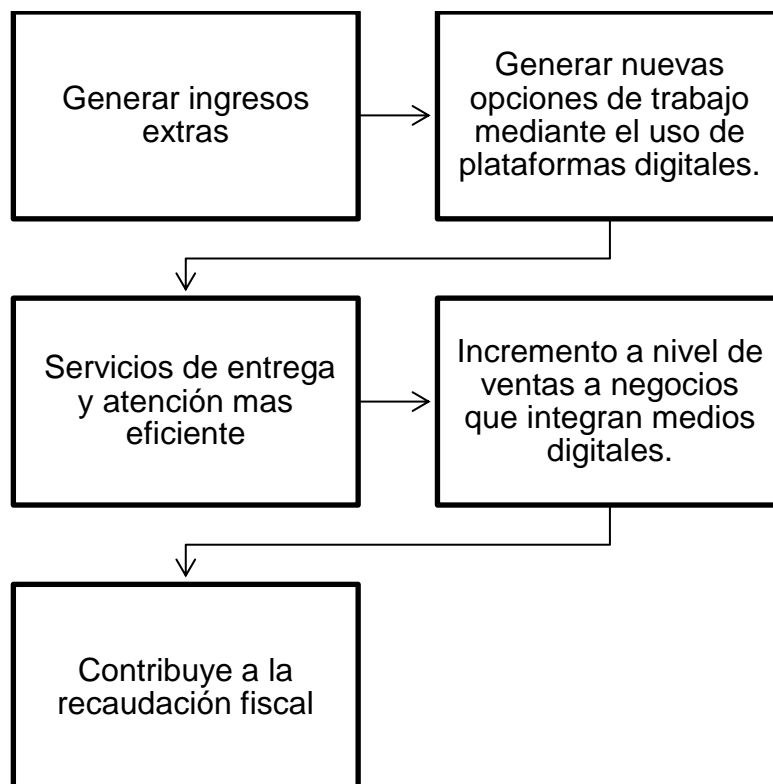 Generar ingresos
extras
Generar nuevas
opciones de trabajo
mediante el uso de
plataformas digitales.
Servicios de entrega
y atención mas
eficiente
Incremento a nivel de
ventas a negocios
que integran medios
digitales.
Contribuye a la
recaudación fiscal